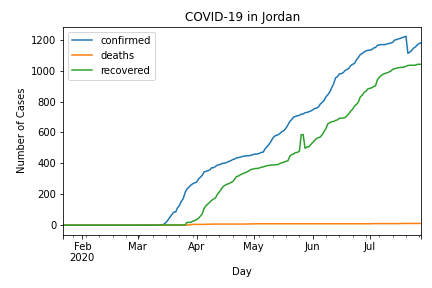 COVID-19 in Jordan
confirmed
deaths
recovered
Number of Cases
1200
1000
800
600
400
200
0
Feb
2020
Mar
Apr
May
Jun
Jul
Day